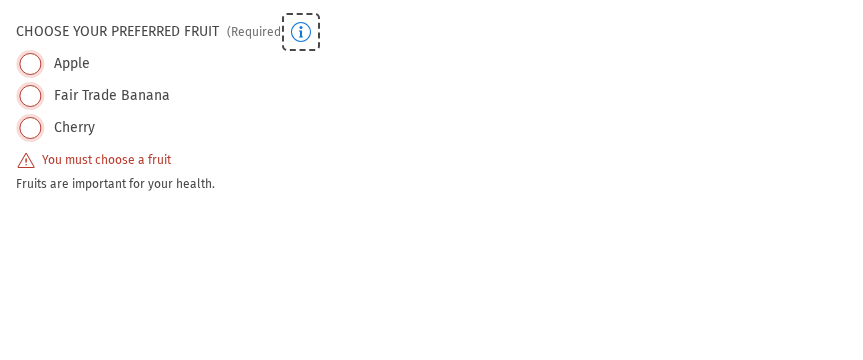 CHOOSE YOUR PREFERRED FRUIT (Required
Apple
Fair Trade Banana
Cherry
You must choose a fruit
Fruits are important for your health.